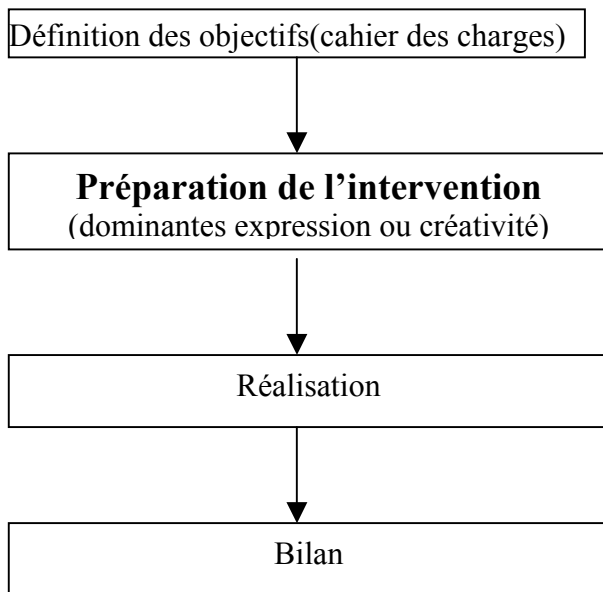 Définition des objectifs(cahier des charges)
Préparation de l’intervention
(dominantes expression ou créativité)
Réalisation
Bilan